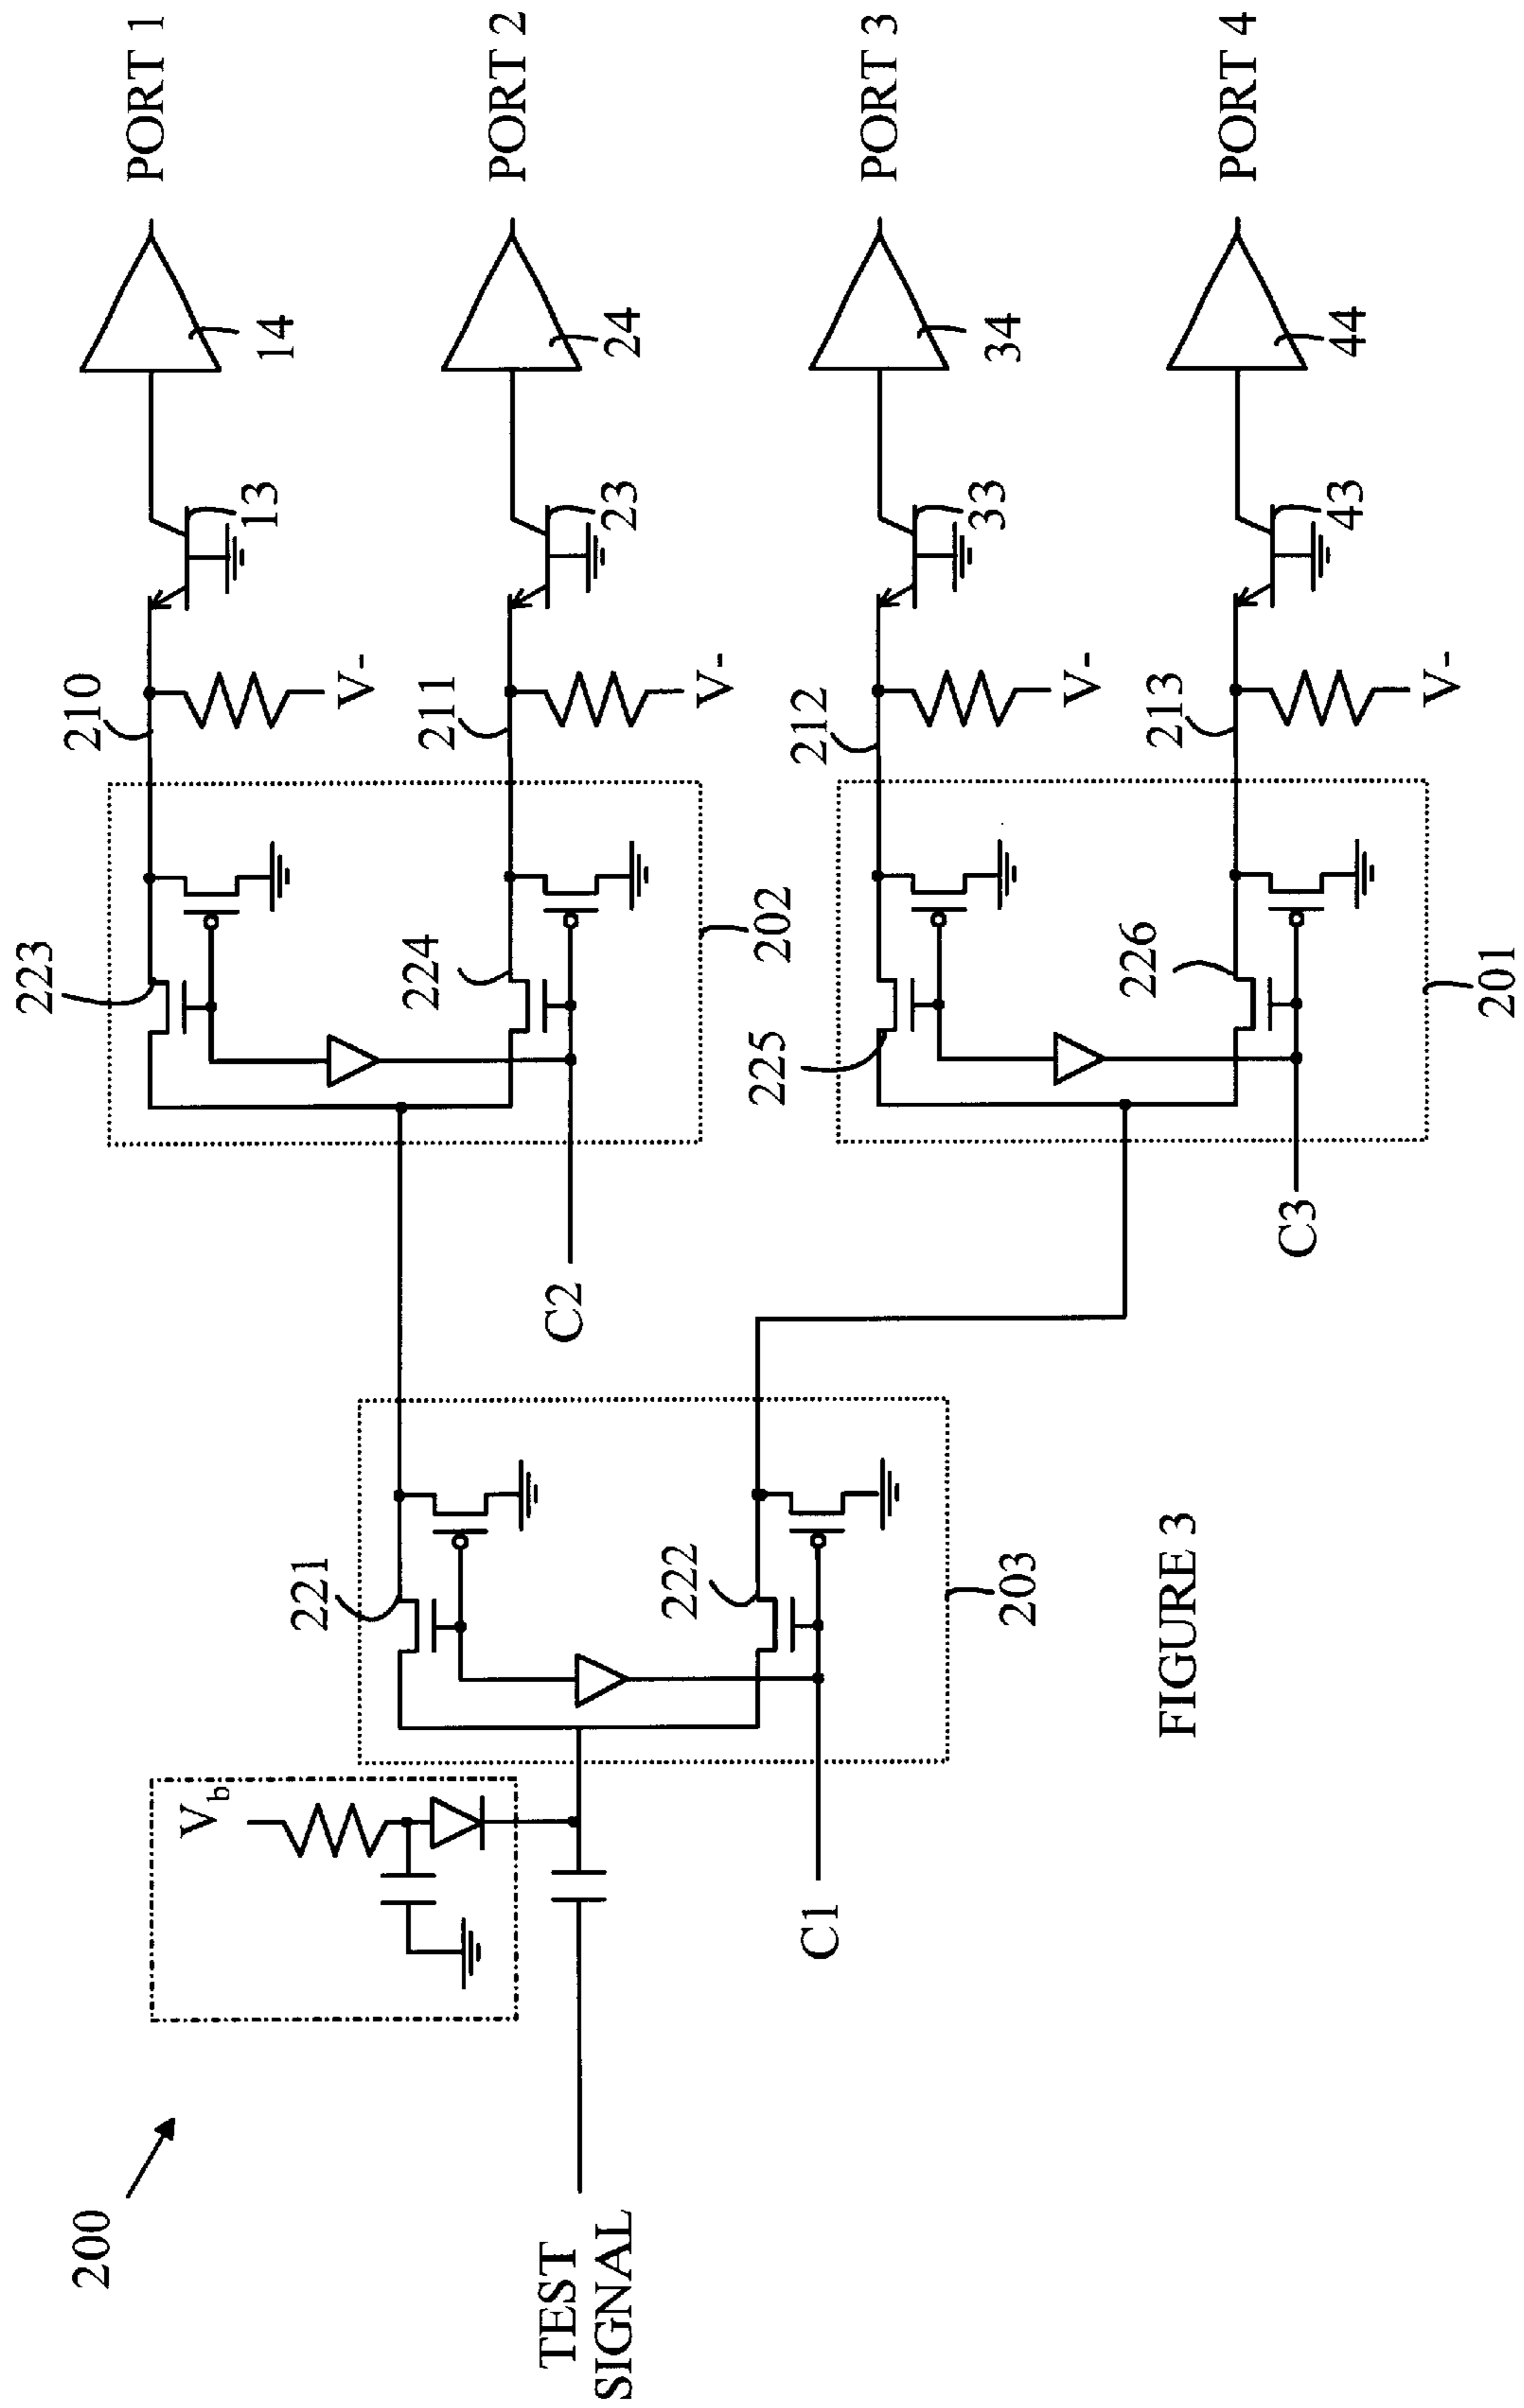 200
TEST
SIGNAL
V_b
C1
221
222
203
C2
C3
223
224
202
225
226
201
210
V-
211
V-
212
V-
213
V-
13
23
33
43
14
24
34
44
PORT 1
PORT 2
PORT 3
PORT 4
FIGURE 3